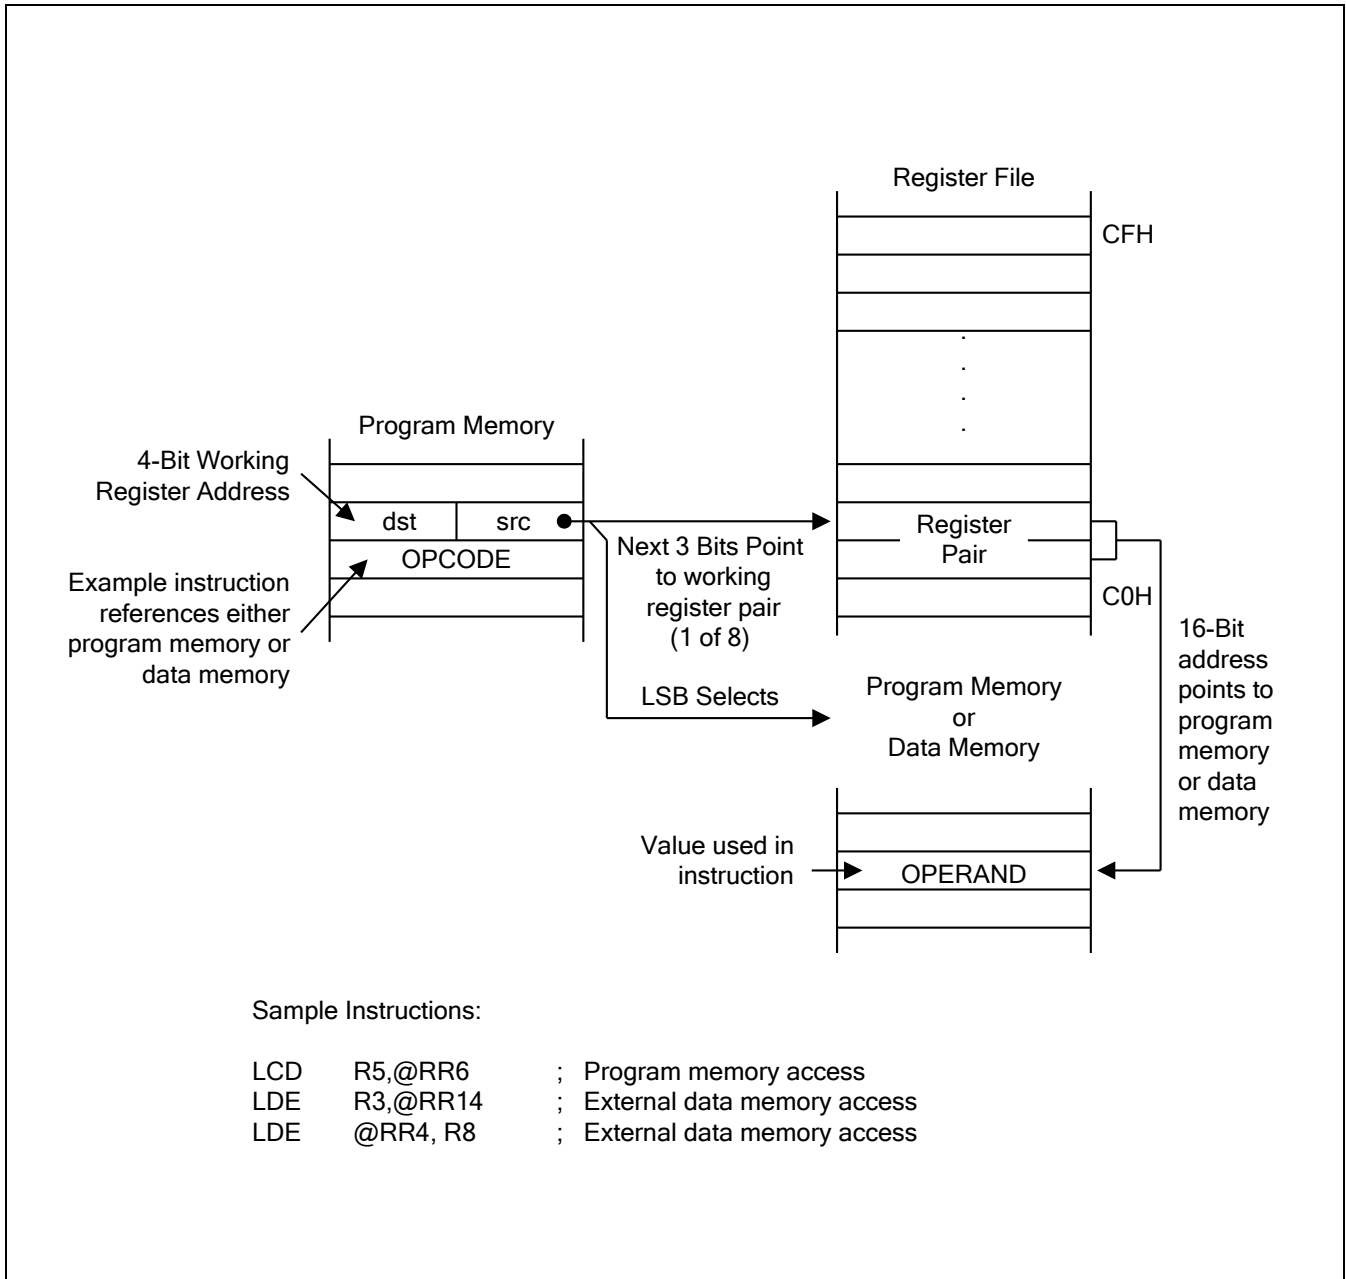 Register File
CFH
Program Memory
4-Bit Working
Register Address
dst src
OPCODE
Example instruction
references either
program memory or
data memory
Next 3 Bits Point
to working
register pair
(1 of 8)
LSB Selects
Register
Pair
C0H
16-Bit
address
points to
program
memory
or data
memory
Program Memory
or
Data Memory
Value used in
instruction
OPERAND
Sample Instructions:
LCD R5,@RR6 ; Program memory access
LDE R3,@RR14 ; External data memory access
LDE @RR4, R8 ; External data memory access